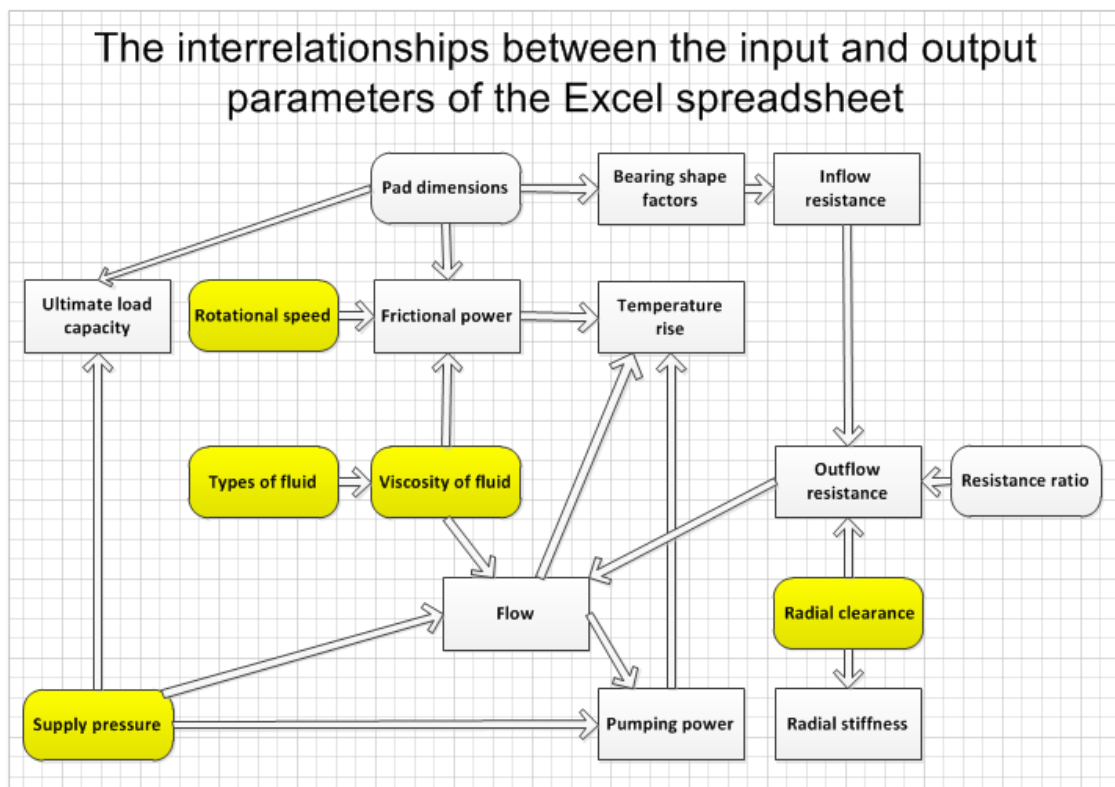 The interrelationships between the input and output
parameters of the Excel spreadsheet
Pad dimensions
Bearing shape
factors
Inflow
resistance
Ultimate load
capacity
Rotational speed
Frictional power
Temperature
rise
Types of fluid
Viscosity of fluid
Outflow
resistance
Resistance ratio
Flow
Radial clearance
Supply pressure
Pumping power
Radial stiffness